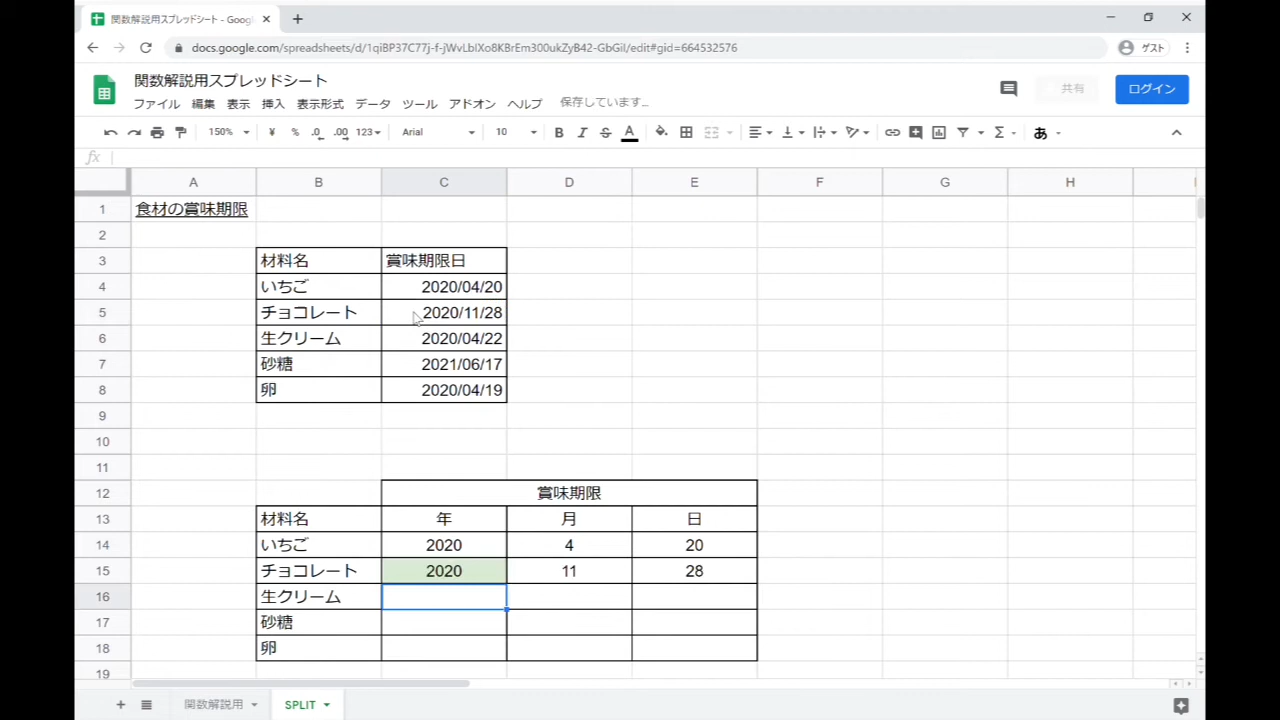 関数解説用スプレッドシート - Goog
docs.google.com/spreadsheets/d/1qiBP37C77j-f-jWvLbIXo8KBrEm300ukZyB42-GbGiI/edit#gid=664532576
ゲスト
関数解説用スプレッドシート
ファイル 編集 表示 挿入 表示形式 データ ツール アドオン ヘルプ 保存しています…
共有
ログイン
150% ¥ % .0 .00 123 Arial 10 B I S A Σ あ
fx
A B C D E F G H
1 食材の賞味期限
2
3 材料名 賞味期限日
4 いちご 2020/04/20
5 チョコレート 2020/11/28
6 生クリーム 2020/04/22
7 砂糖 2021/06/17
8 卵 2020/04/19
9
10
11
12 賞味期限
13 材料名 年 月 日
14 いちご 2020 4 20
15 チョコレート 2020 11 28
16 生クリーム
17 砂糖
18 卵
19
関数解説用 SPLIT